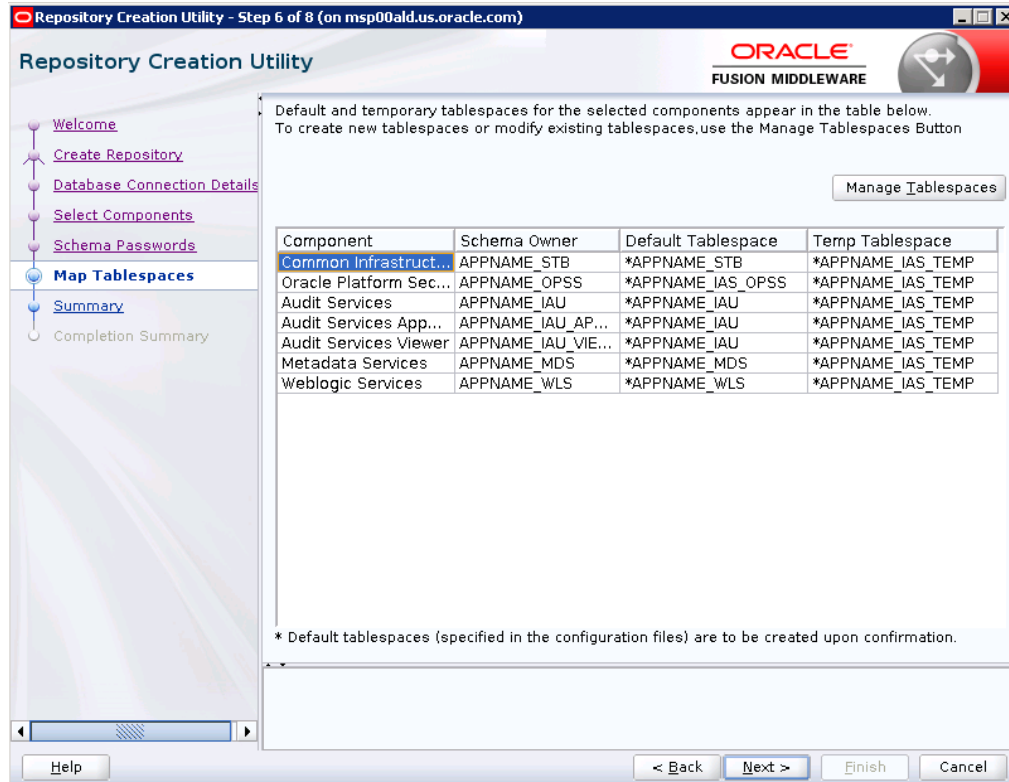 Repository Creation Utility - Step 6 of 8 (on msp00ald.us.oracle.com)
Repository Creation Utility
ORACLE
FUSION MIDDLEWARE
Welcome
Create Repository
Database Connection Details
Select Components
Schema Passwords
Map Tablespaces
Summary
Completion Summary
Default and temporary tablespaces for the selected components appear in the table below.
To create new tablespaces or modify existing tablespaces,use the Manage Tablespaces Button
Manage Tablespaces
Component Schema Owner Default Tablespace Temp Tablespace
Common Infrastruct... APPNAME_STB *APPNAME_STB *APPNAME_IAS_TEMP
Oracle Platform Sec... APPNAME_OPSS *APPNAME_IAS_OPSS *APPNAME_IAS_TEMP
Audit Services APPNAME_IAU *APPNAME_IAU *APPNAME_IAS_TEMP
Audit Services App... APPNAME_IAU_AP... *APPNAME_IAU *APPNAME_IAS_TEMP
Audit Services Viewer APPNAME_IAU_VIE... *APPNAME_IAU *APPNAME_IAS_TEMP
Metadata Services APPNAME_MDS *APPNAME_MDS *APPNAME_IAS_TEMP
Weblogic Services APPNAME_WLS *APPNAME_WLS *APPNAME_IAS_TEMP
* Default tablespaces (specified in the configuration files) are to be created upon confirmation.
Help
< Back Next > Finish Cancel